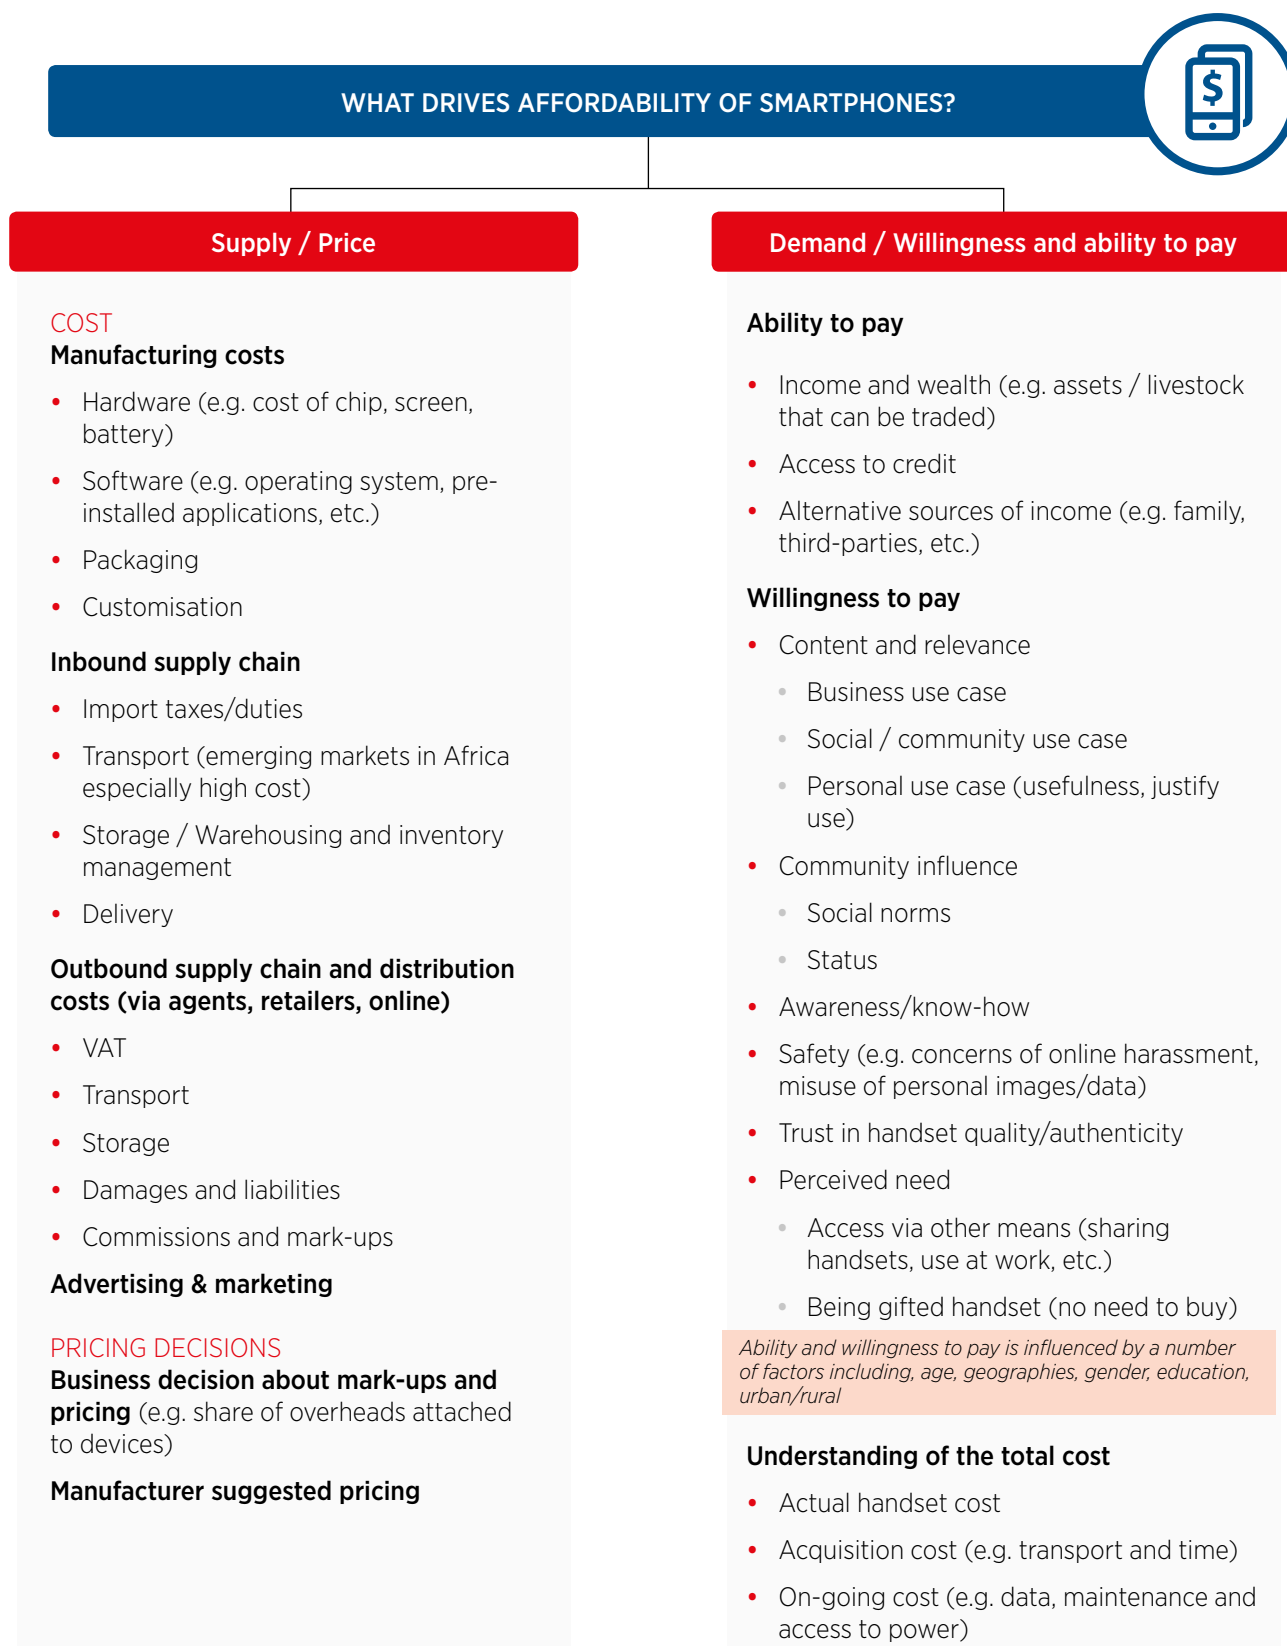 $
WHAT DRIVES AFFORDABILITY OF SMARTPHONES?
Supply / Price
COST
Manufacturing costs
• Hardware (e.g. cost of chip, screen,
battery)
• Software (e.g. operating system, pre-
installed applications, etc.)
• Packaging
• Customisation
Inbound supply chain
• Import taxes/duties
• Transport (emerging markets in Africa
especially high cost)
• Storage / Warehousing and inventory
management
• Delivery
Outbound supply chain and distribution
costs (via agents, retailers, online)
• VAT
• Transport
• Storage
• Damages and liabilities
• Commissions and mark-ups
Advertising & marketing
PRICING DECISIONS
Business decision about mark-ups and
pricing (e.g. share of overheads attached
to devices)
Manufacturer suggested pricing
Demand / Willingness and ability to pay
Ability to pay
• Income and wealth (e.g. assets / livestock
that can be traded)
• Access to credit
• Alternative sources of income (e.g. family,
third-parties, etc.)
Willingness to pay
• Content and relevance
• Business use case
• Social / community use case
• Personal use case (usefulness, justify
use)
• Community influence
• Social norms
• Status
• Awareness/know-how
• Safety (e.g. concerns of online harassment,
misuse of personal images/data)
• Trust in handset quality/authenticity
• Perceived need
• Access via other means (sharing
handsets, use at work, etc.)
• Being gifted handset (no need to buy)
Ability and willingness to pay is influenced by a number
of factors including, age, geographies, gender, education,
urban/rural
Understanding of the total cost
• Actual handset cost
• Acquisition cost (e.g. transport and time)
• On-going cost (e.g. data, maintenance and
access to power)